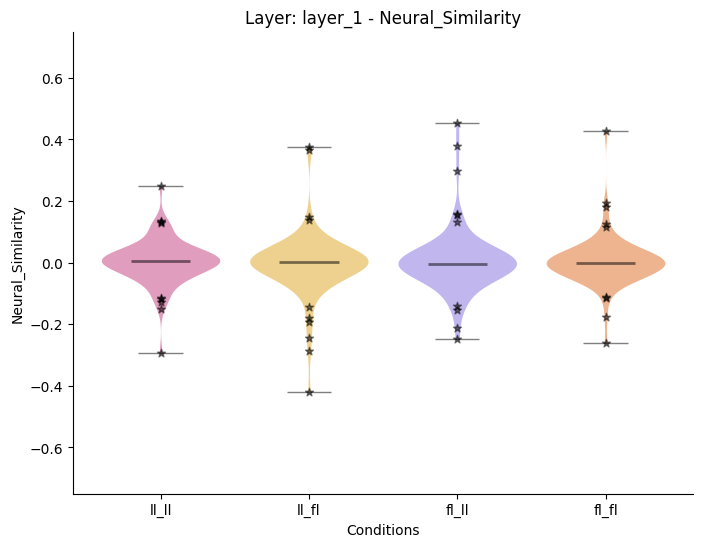 Layer: layer_1 - Neural_Similarity
Neural_Similarity
0.6
0.4
0.2
0.0
−0.2
−0.4
−0.6
ll_ll
ll_fl
fl_ll
fl_fl
Conditions